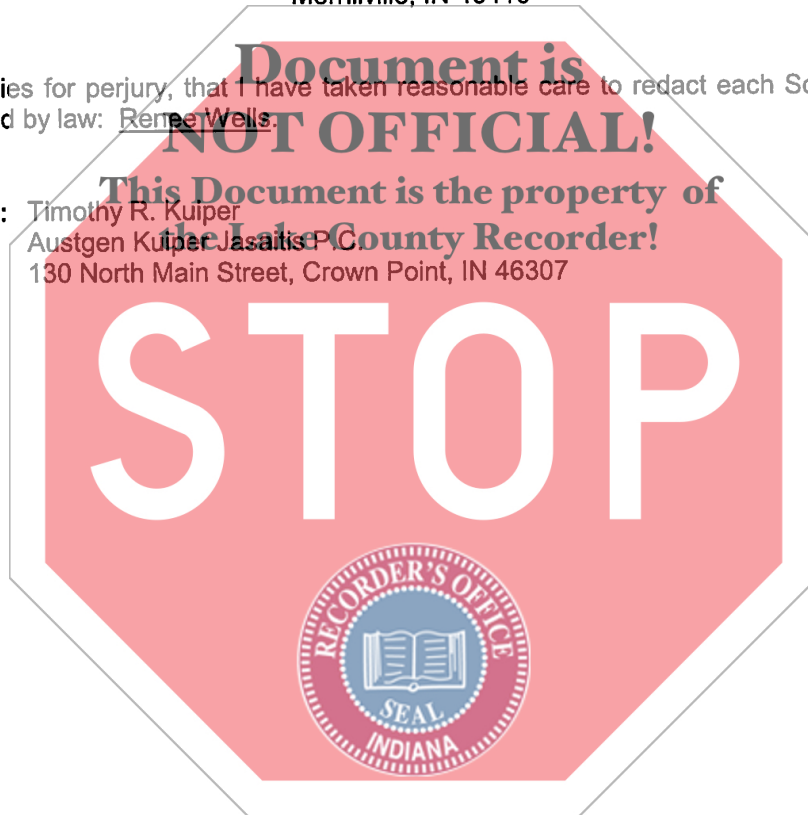 Merrillville, IN 46410
Document is
ies for perjury, that I have taken reasonable care to redact each So
d by law: Renee Wells.
NOT OFFICIAL!
This Document is the property of
: Timothy R. Kuiper
the Lake County Recorder!
Austgen Kuiper Jasaitis P.C.
130 North Main Street, Crown Point, IN 46307
STOP
RECORDER'S OFFICE
SEAL
INDIANA